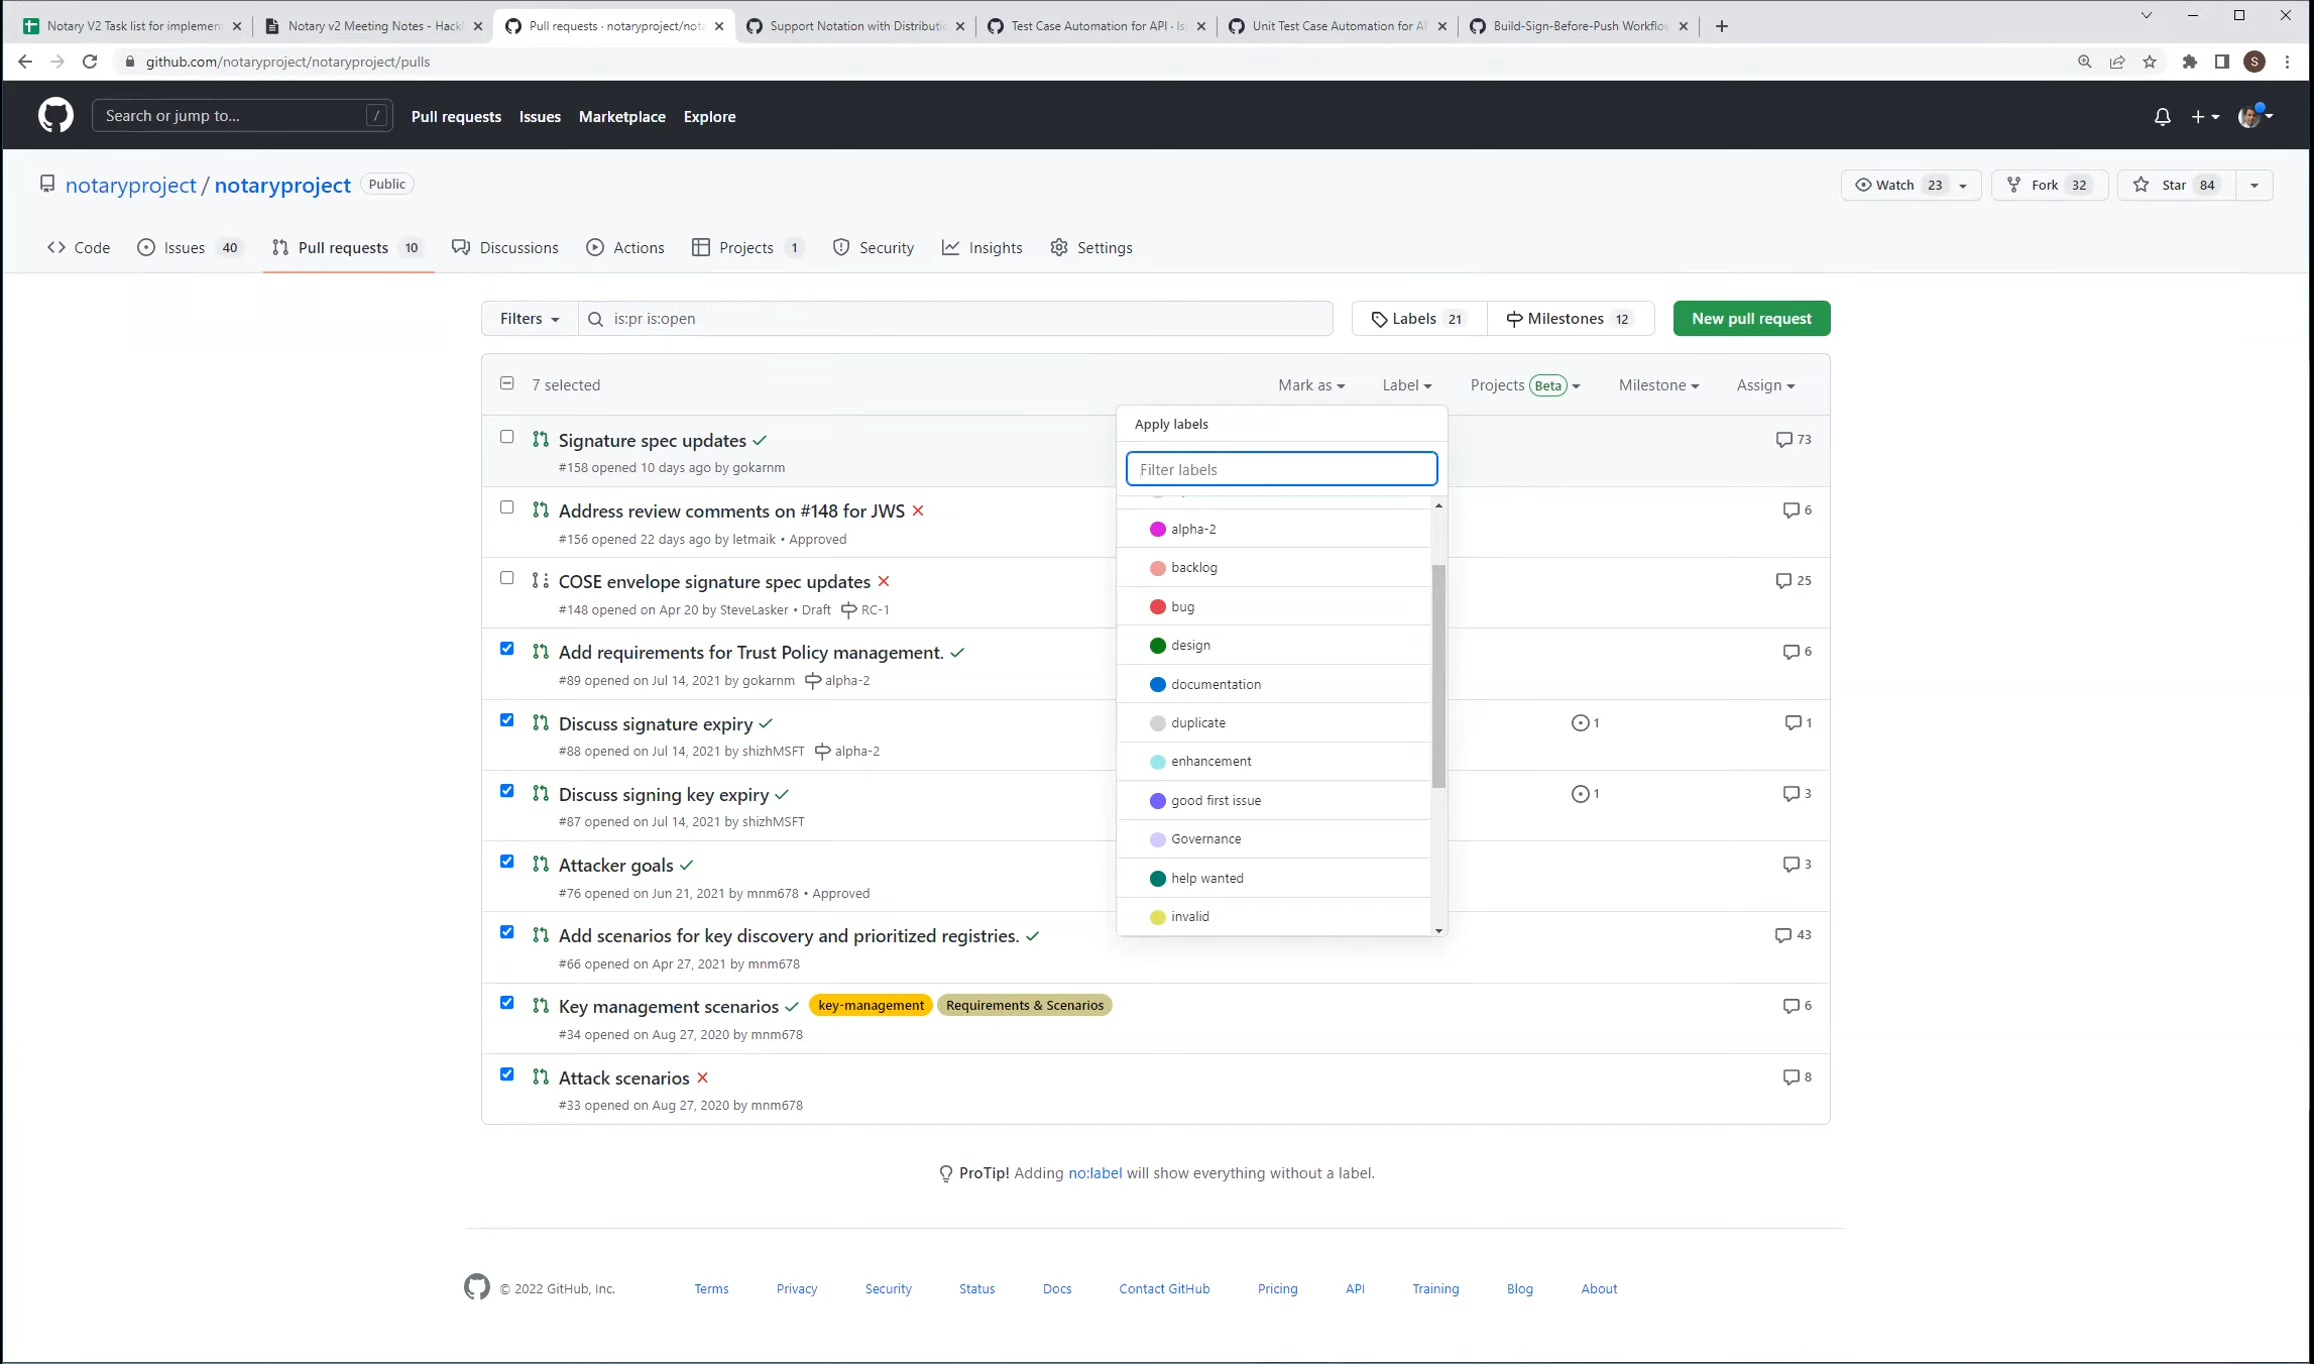 Notary V2 Task list for implemen
Notary v2 Meeting Notes - Hack
Pull requests · notaryproject/nota
Support Notation with Distributi
Test Case Automation for API · Is
Unit Test Case Automation for A
Build-Sign-Before-Push Workflow
github.com/notaryproject/notaryproject/pulls
S
Search or jump to...
/
Pull requests
Issues
Marketplace
Explore
notaryproject / notaryproject
Public
Watch 23
Fork 32
Star 84
Code
Issues 40
Pull requests 10
Discussions
Actions
Projects 1
Security
Insights
Settings
Filters
is:pr is:open
Labels 21
Milestones 12
New pull request
7 selected
Mark as
Label
Projects Beta
Milestone
Assign
Apply labels
Filter labels
alpha-2
backlog
bug
design
documentation
duplicate
enhancement
good first issue
Governance
help wanted
invalid
Signature spec updates
73
#158 opened 10 days ago by gokarnm
Address review comments on #148 for JWS
6
#156 opened 22 days ago by letmaik • Approved
COSE envelope signature spec updates
25
#148 opened on Apr 20 by SteveLasker • Draft RC-1
Add requirements for Trust Policy management.
6
#89 opened on Jul 14, 2021 by gokarnm alpha-2
Discuss signature expiry
1
1
#88 opened on Jul 14, 2021 by shizhMSFT alpha-2
Discuss signing key expiry
1
3
#87 opened on Jul 14, 2021 by shizhMSFT
Attacker goals
3
#76 opened on Jun 21, 2021 by mnm678 • Approved
Add scenarios for key discovery and prioritized registries.
43
#66 opened on Apr 27, 2021 by mnm678
Key management scenarios key-management Requirements & Scenarios
6
#34 opened on Aug 27, 2020 by mnm678
Attack scenarios
8
#33 opened on Aug 27, 2020 by mnm678
ProTip! Adding no:label will show everything without a label.
© 2022 GitHub, Inc.
Terms
Privacy
Security
Status
Docs
Contact GitHub
Pricing
API
Training
Blog
About